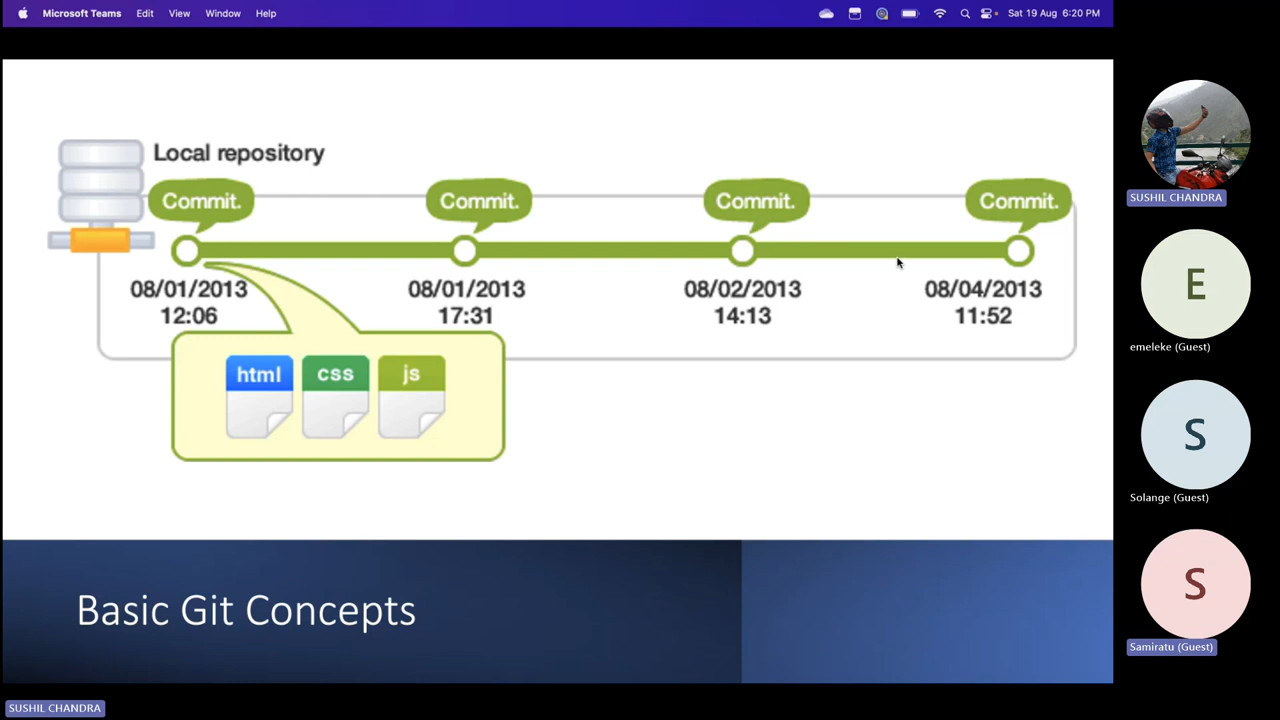 Microsoft Teams Edit View Window Help Sat 19 Aug 6:20 PM
Local repository
Commit. Commit. Commit. Commit.
08/01/2013 08/01/2013 08/02/2013 08/04/2013
12:06 17:31 14:13 11:52
html css js
Basic Git Concepts
SUSHIL CHANDRA
SUSHIL CHANDRA
E
emeleke (Guest)
S
Solange (Guest)
S
Samiratu (Guest)